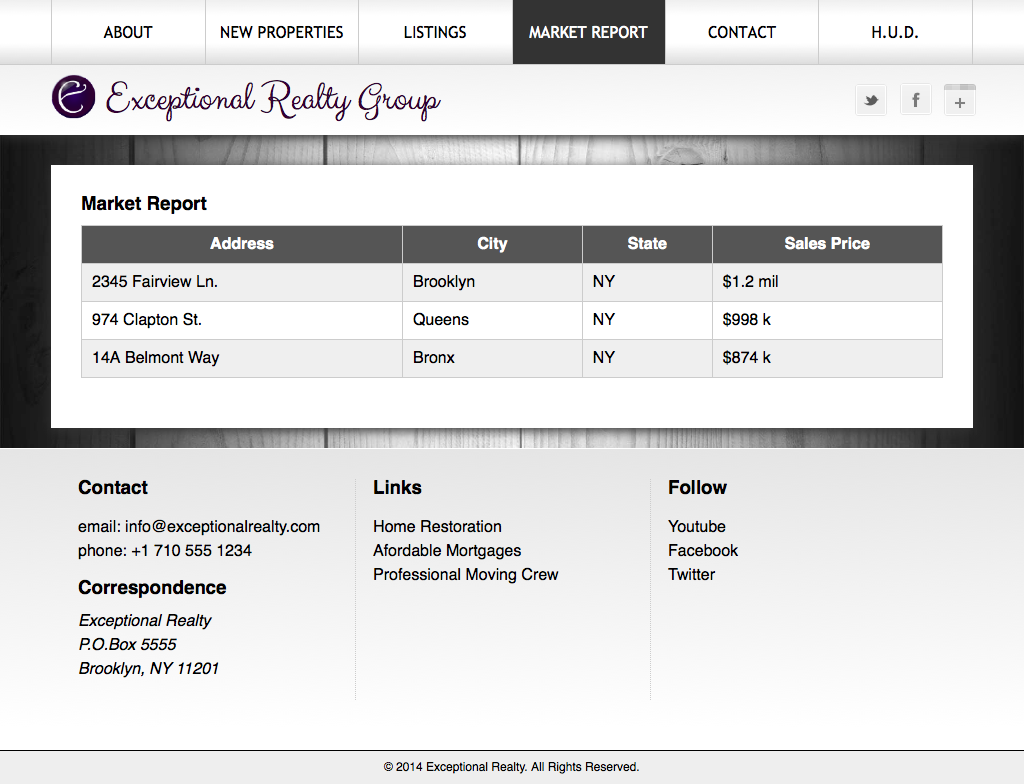 ABOUT NEW PROPERTIES LISTINGS MARKET REPORT CONTACT H.U.D.
Exceptional Realty Group
Market Report
Address City State Sales Price
2345 Fairview Ln. Brooklyn NY $1.2 mil
974 Clapton St. Queens NY $998 k
14A Belmont Way Bronx NY $874 k
Contact
email: info@exceptionalrealty.com
phone: +1 710 555 1234
Correspondence
Exceptional Realty
P.O.Box 5555
Brooklyn, NY 11201
Links
Home Restoration
Afordable Mortgages
Professional Moving Crew
Follow
Youtube
Facebook
Twitter
© 2014 Exceptional Realty. All Rights Reserved.